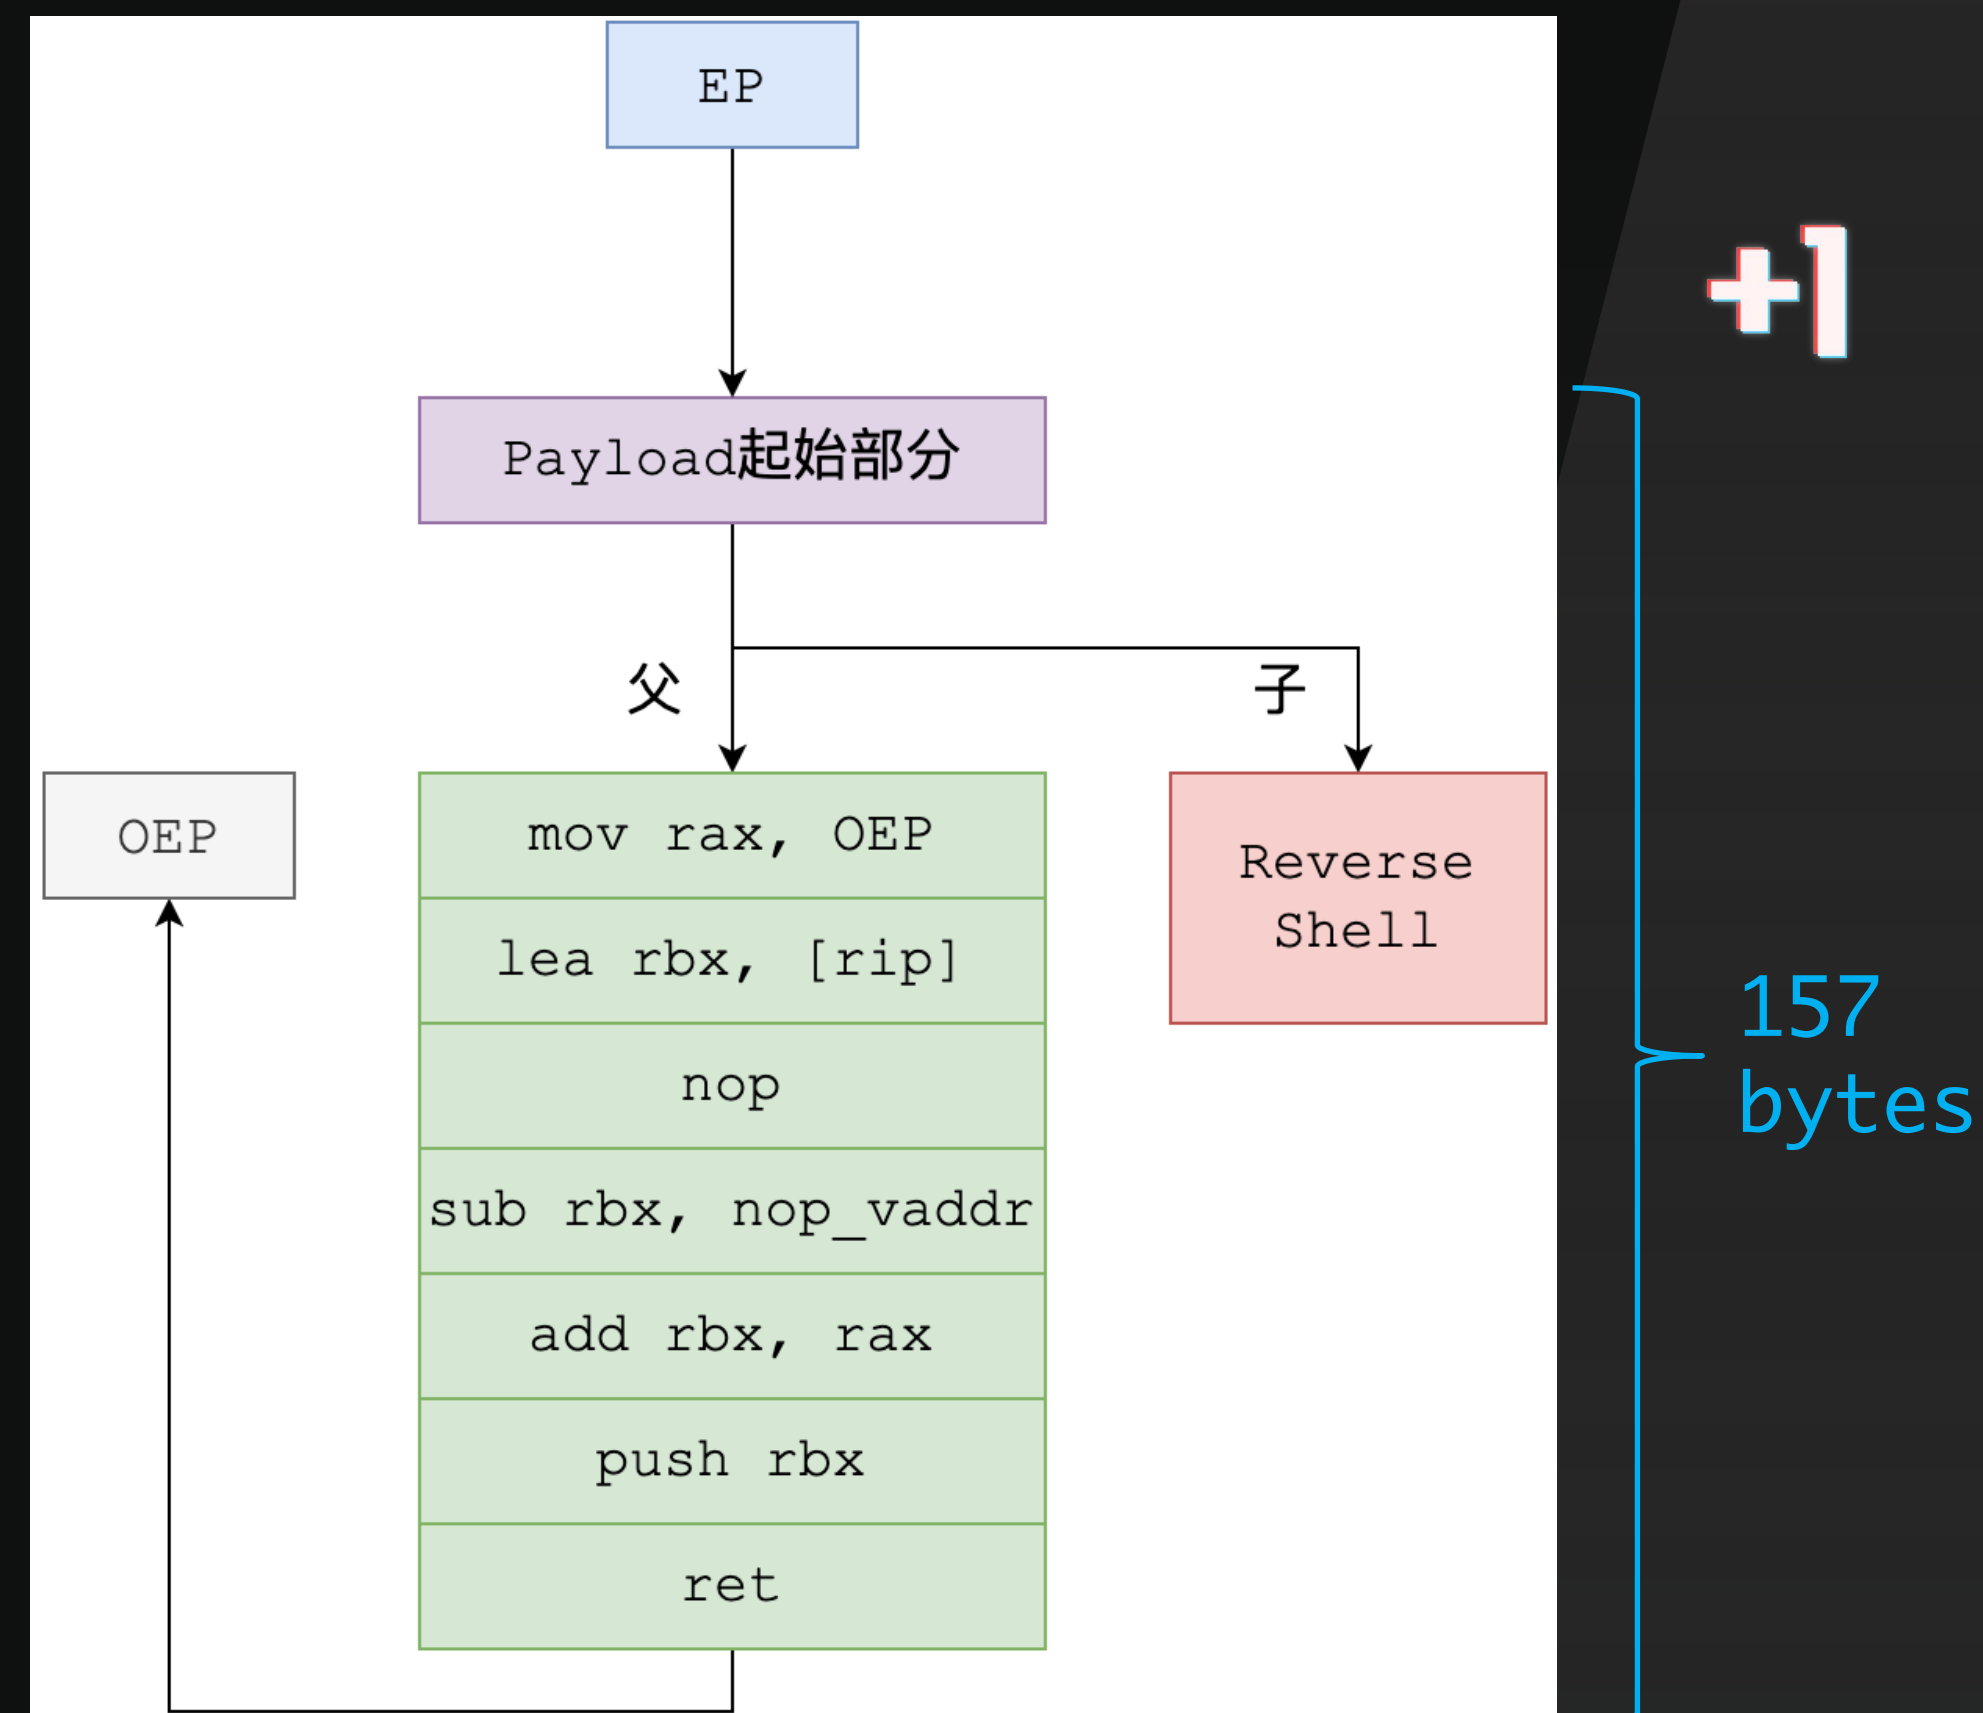 EP
+1
Payload起始部分
父
子
OEP
mov rax, OEP
lea rbx, [rip]
nop
sub rbx, nop_vaddr
add rbx, rax
push rbx
ret
Reverse
Shell
157
bytes